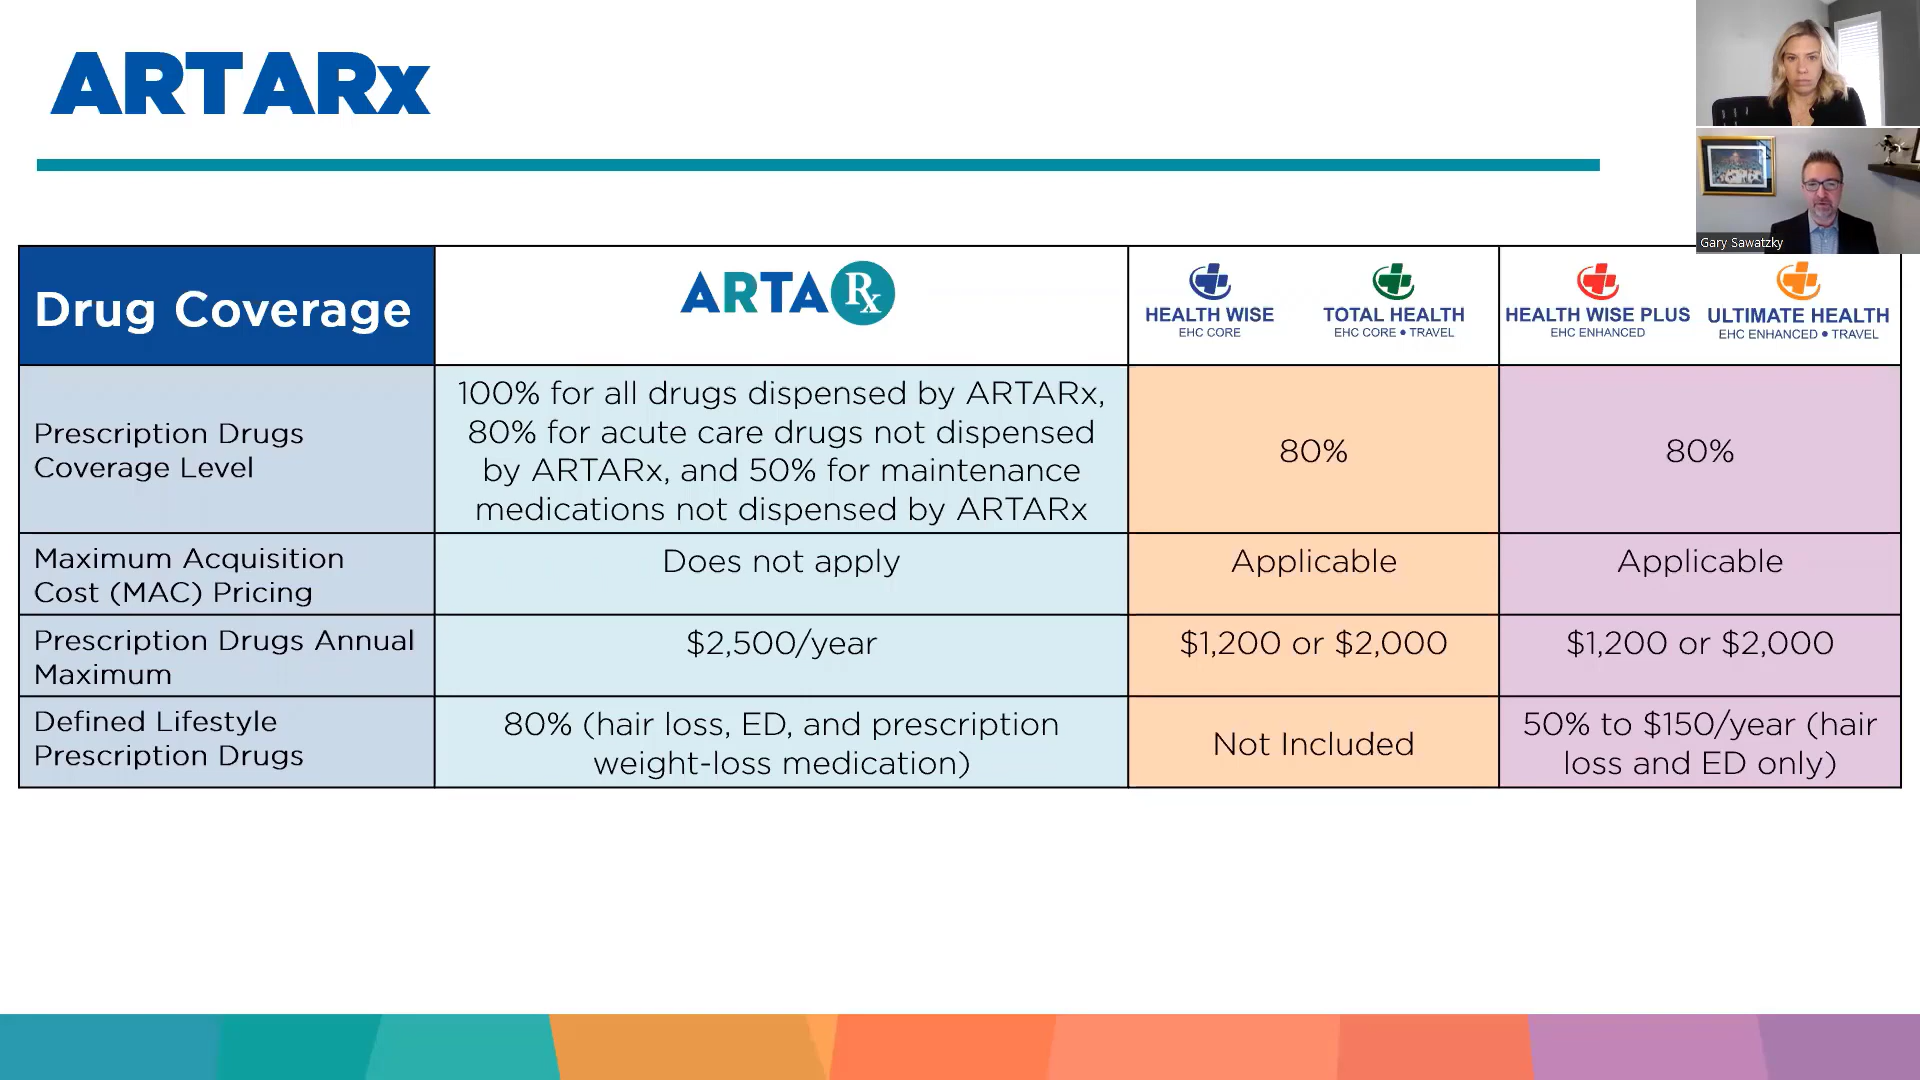 ARTARx
Gary Sawatzky
Drug Coverage
ARTA Rx
HEALTH WISE
EHC CORE
TOTAL HEALTH
EHC CORE • TRAVEL
HEALTH WISE PLUS
EHC ENHANCED
ULTIMATE HEALTH
EHC ENHANCED • TRAVEL
Prescription Drugs
Coverage Level
100% for all drugs dispensed by ARTARx,
80% for acute care drugs not dispensed
by ARTARx, and 50% for maintenance
medications not dispensed by ARTARx
80%
80%
Maximum Acquisition
Cost (MAC) Pricing
Does not apply
Applicable
Applicable
Prescription Drugs Annual
Maximum
$2,500/year
$1,200 or $2,000
$1,200 or $2,000
Defined Lifestyle
Prescription Drugs
80% (hair loss, ED, and prescription
weight-loss medication)
Not Included
50% to $150/year (hair
loss and ED only)